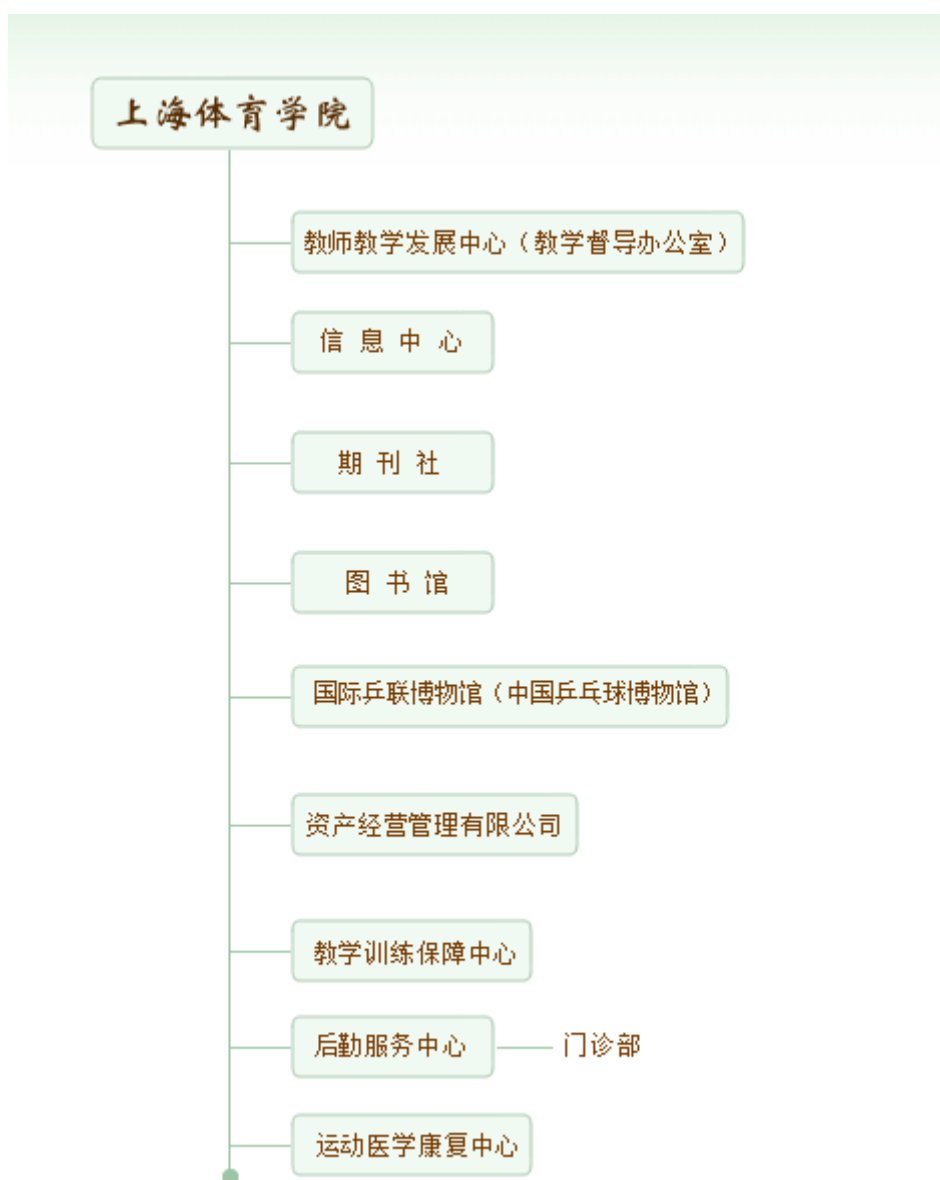 上海体育学院
教师教学发展中心（教学督导办公室）
信息中心
期刊社
图书馆
国际乒联博物馆（中国乒乓球博物馆）
资产经营管理有限公司
教学训练保障中心
后勤服务中心 门诊部
运动医学康复中心